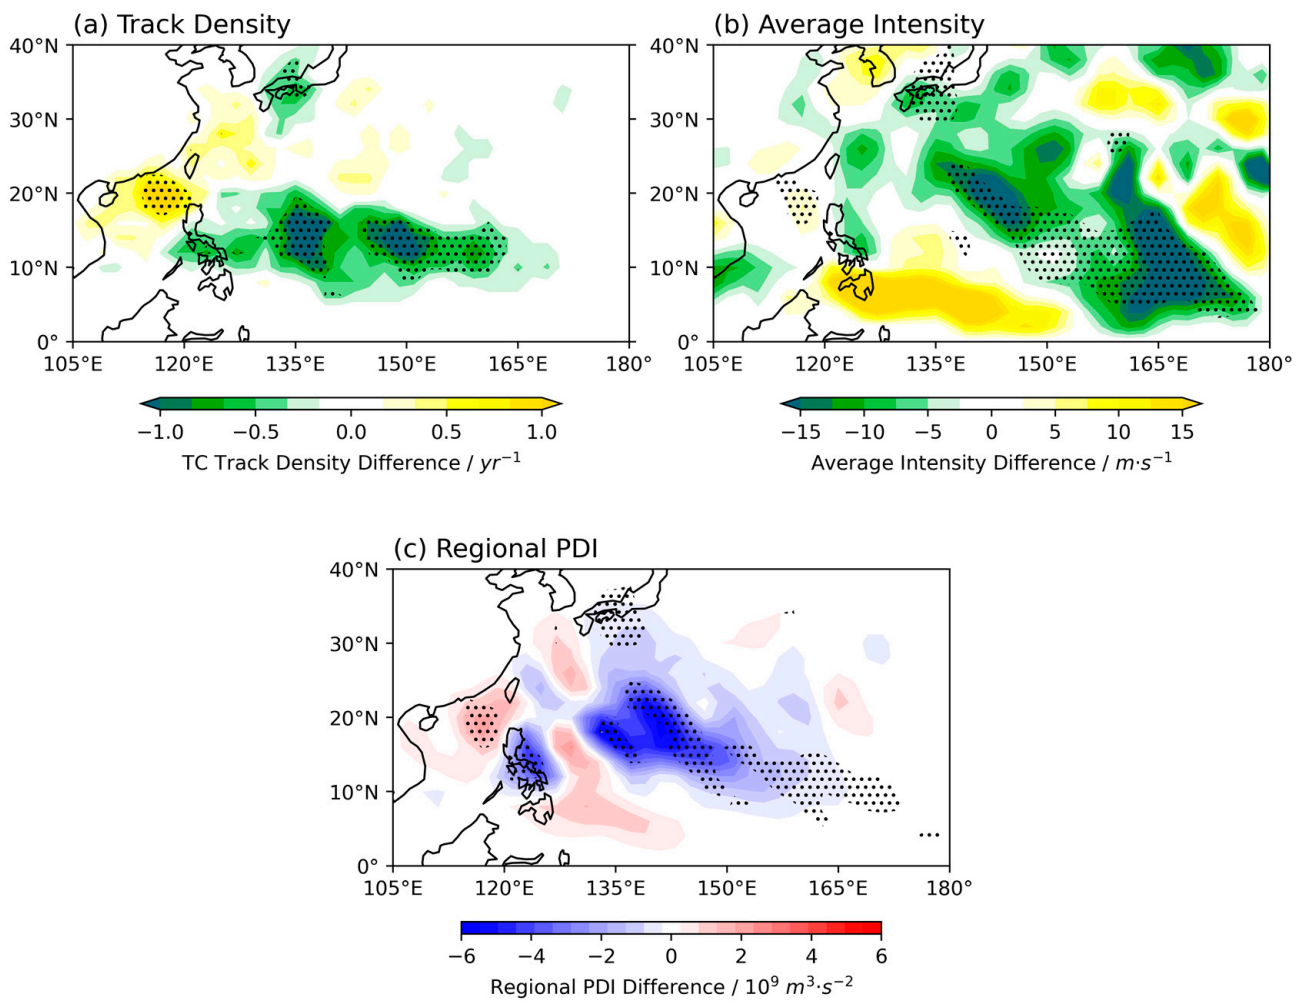 (a) Track Density
40°N
30°N
20°N
10°N
0°
105°E 120°E 135°E 150°E 165°E 180°
−1.0 −0.5 0.0 0.5 1.0
TC Track Density Difference / yr⁻¹
(b) Average Intensity
40°N
30°N
20°N
10°N
0°
105°E 120°E 135°E 150°E 165°E 180°
−15 −10 −5 0 5 10 15
Average Intensity Difference / m·s⁻¹
(c) Regional PDI
40°N
30°N
20°N
10°N
0°
105°E 120°E 135°E 150°E 165°E 180°
−6 −4 −2 0 2 4 6
Regional PDI Difference / 10⁹ m³·s⁻²